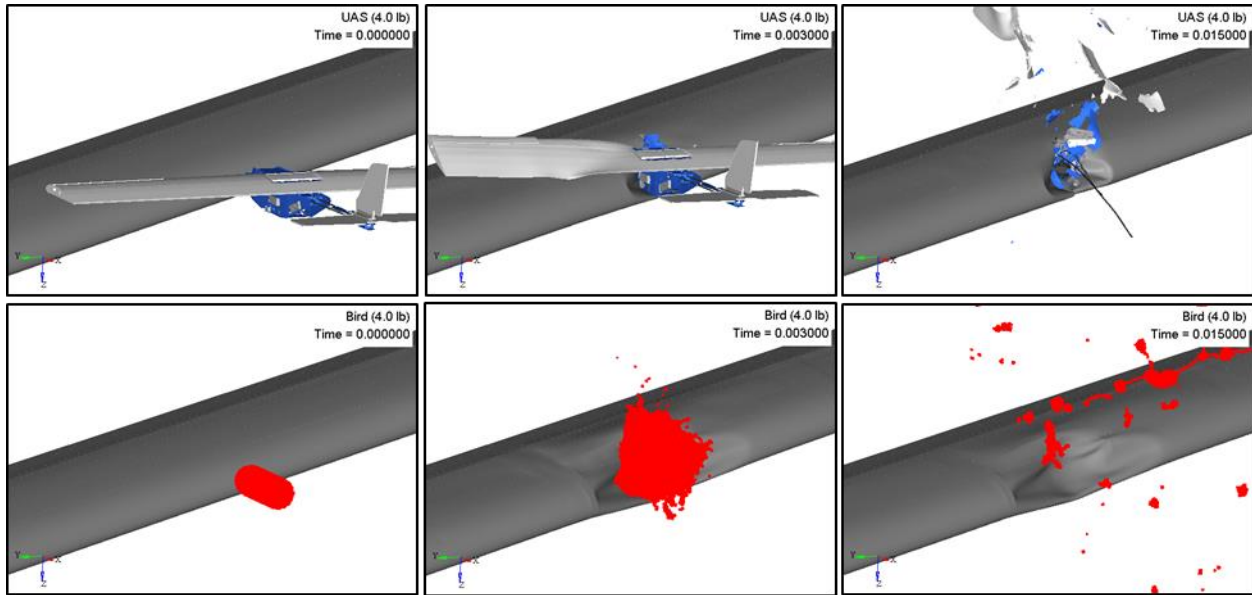 UAS (4.0 lb)
Time = 0.000000
Y
X
Z
UAS (4.0 lb)
Time = 0.003000
Y
X
Z
UAS (4.0 lb)
Time = 0.015000
Y
X
Z
Bird (4.0 lb)
Time = 0.000000
Y
X
Z
Bird (4.0 lb)
Time = 0.003000
Y
X
Z
Bird (4.0 lb)
Time = 0.015000
Y
X
Z